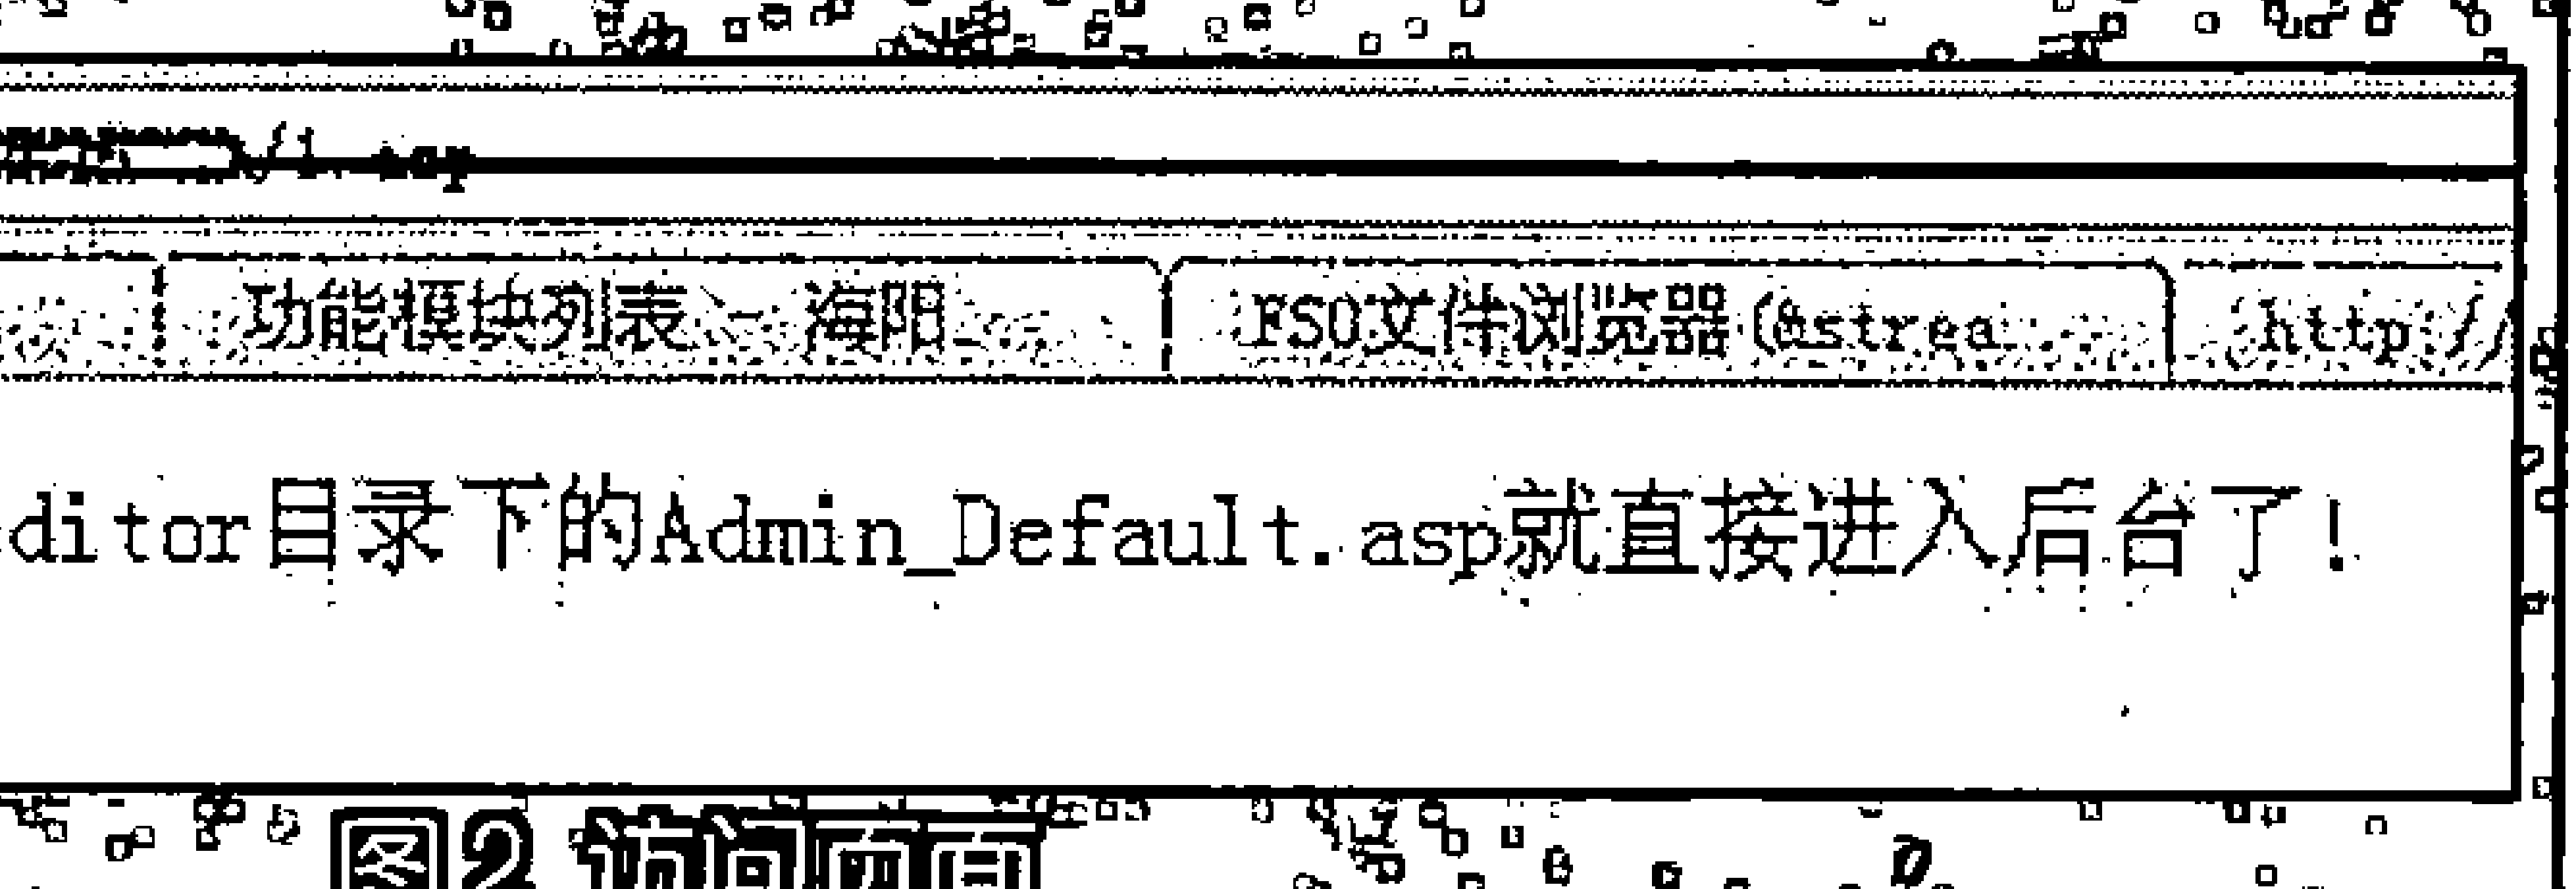 /1.asp
功能模块列表 - 海阳 FSO文件浏览器(&strea... http://
ditor目录下的Admin_Default.asp就直接进入后台了!
图2 访问